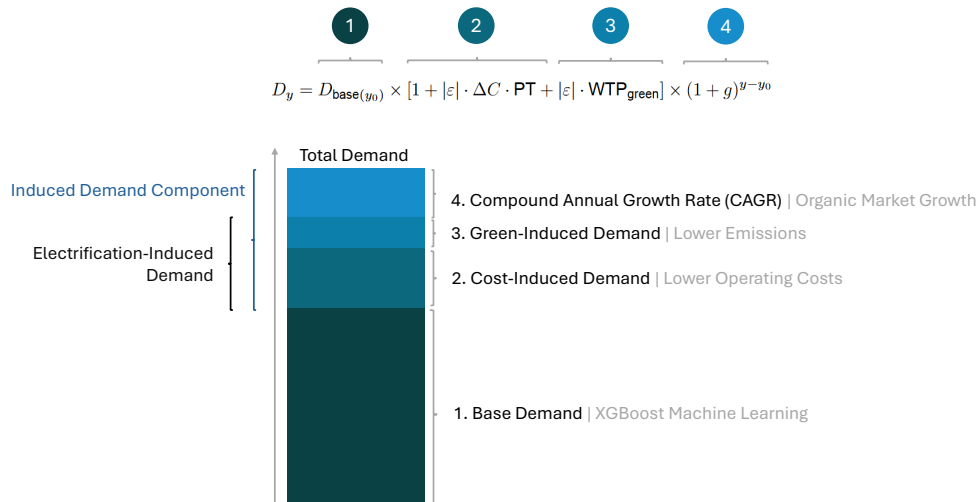 1 2 3 4
D_y = D_base(y_0) × [1 + |ε| · ΔC · PT + |ε| · WTP_green] × (1 + g)^{y−y_0}
Total Demand
Induced Demand Component
4. Compound Annual Growth Rate (CAGR) | Organic Market Growth
3. Green-Induced Demand | Lower Emissions
Electrification-Induced
Demand
2. Cost-Induced Demand | Lower Operating Costs
1. Base Demand | XGBoost Machine Learning